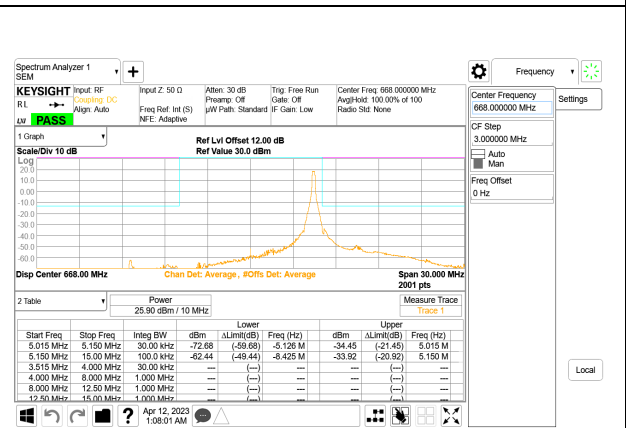 Spectrum Analyzer 1
SEM
Frequency
KEYSIGHT
R L
LXI
PASS
Input: RF
Coupling: DC
Align: Auto
Input Z: 50 Ω
Freq Ref: Int (S)
NFE: Adaptive
Atten: 30 dB
Preamp: Off
µW Path: Standard
Trig: Free Run
Gate: Off
IF Gain: Low
Center Freq: 668.000000 MHz
Avg|Hold: 100.00% of 100
Radio Std: None
Center Frequency
668.000000 MHz
Settings
CF Step
3.000000 MHz
Auto
Man
Freq Offset
0 Hz
1 Graph
Ref Lvl Offset 12.00 dB
Scale/Div 10 dB
Ref Value 30.0 dBm
Log
20.0
10.0
0.00
-10.0
-20.0
-30.0
-40.0
-50.0
-60.0
Disp Center 668.00 MHz
Chan Det: Average, #Offs Det: Average
Span 30.000 MHz
2001 pts
2 Table
Power
25.90 dBm / 10 MHz
Measure Trace
Trace 1
Lower Upper
Start Freq Stop Freq Integ BW dBm ΔLimit(dB) Freq (Hz) dBm ΔLimit(dB) Freq (Hz)
5.015 MHz 5.150 MHz 30.00 kHz -72.68 (-59.68) -5.126 M -34.45 (-21.45) 5.015 M
5.150 MHz 15.00 MHz 100.0 kHz -62.44 (-49.44) -8.425 M -33.92 (-20.92) 5.150 M
3.515 MHz 4.000 MHz 30.00 kHz --- (---) --- (---)
4.000 MHz 8.000 MHz 1.000 MHz --- (---) --- (---)
8.000 MHz 12.50 MHz 1.000 MHz --- (---) --- (---)
12.50 MHz 15.00 MHz 1.000 MHz --- (---) --- (---)
Local
?
Apr 12, 2023
1:08:01 AM